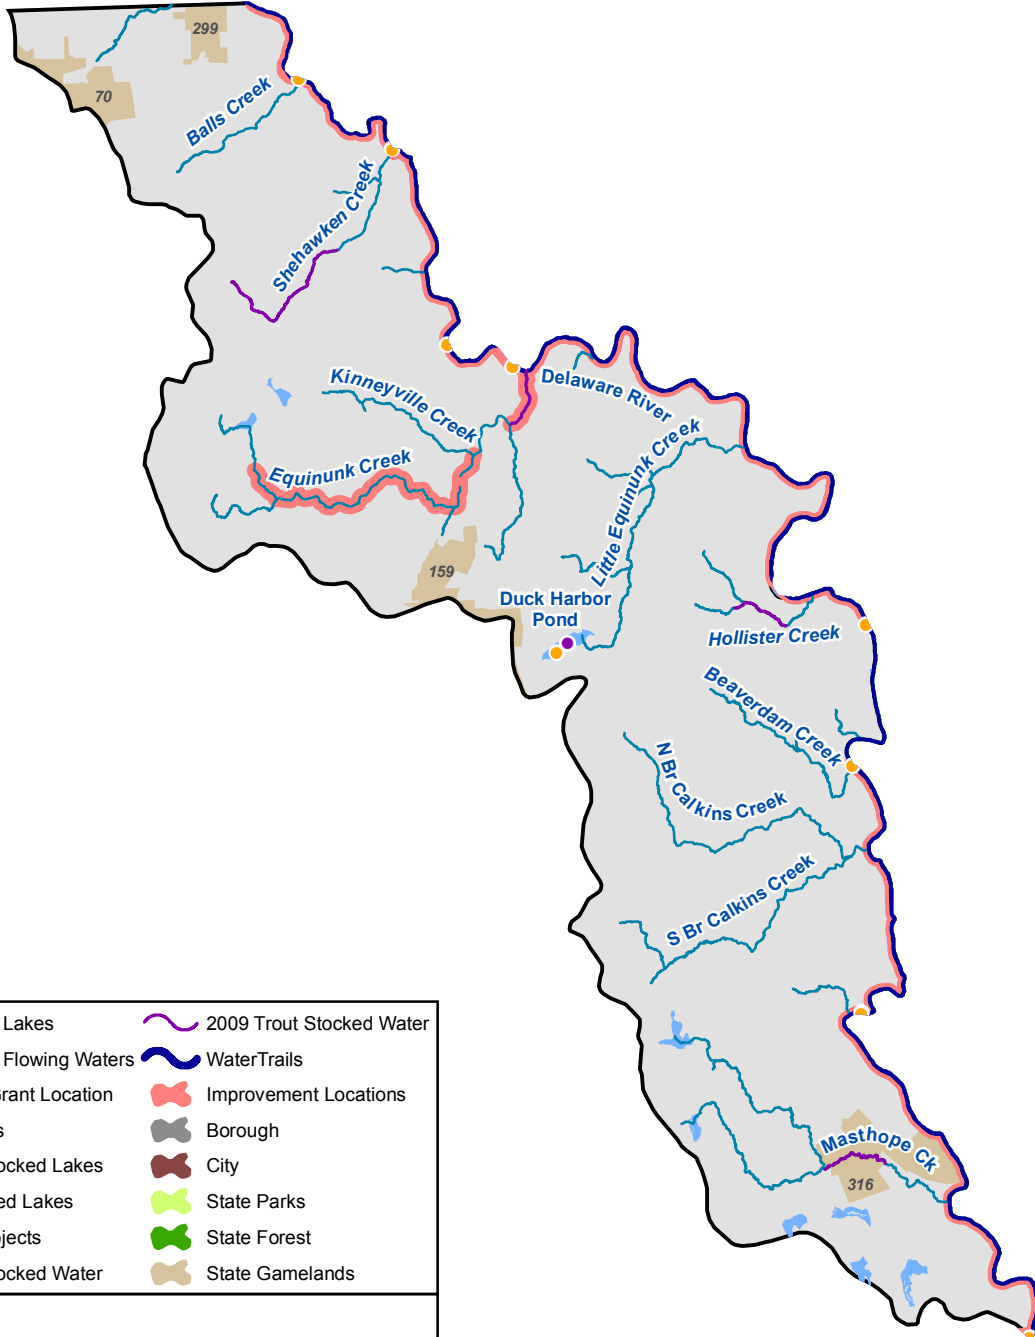 299
70
Balls Creek
Shehawken Creek
Kinneyville Creek
Delaware River
Equinunk Creek
Little Equinunk Creek
159
Duck Harbor
Pond
Hollister Creek
Beaverdam Creek
N Br Calkins Creek
S Br Calkins Creek
Masthope Ck
316
Lakes
2009 Trout Stocked Water
Flowing Waters
WaterTrails
rant Location
Improvement Locations
s
Borough
ocked Lakes
City
ed Lakes
State Parks
jects
State Forest
ocked Water
State Gamelands